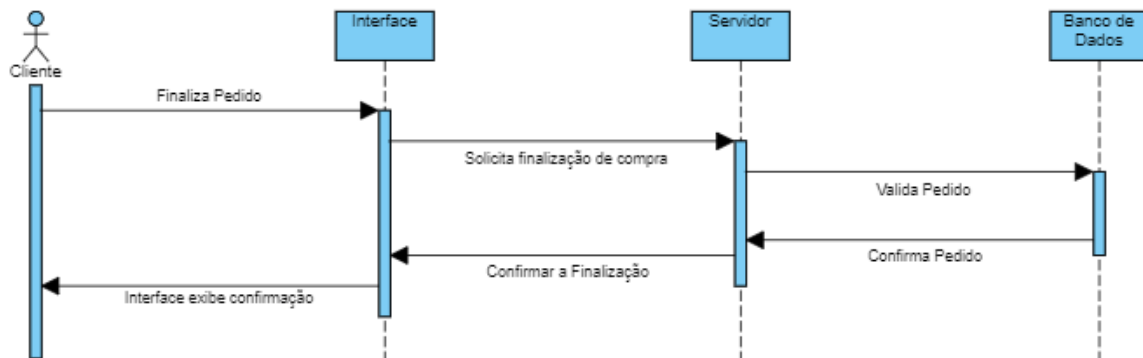 Interface
Servidor
Banco de
Dados
Cliente
Finaliza Pedido
Solicita finalização de compra
Valida Pedido
Confirma Pedido
Confirmar a Finalização
Interface exibe confirmação